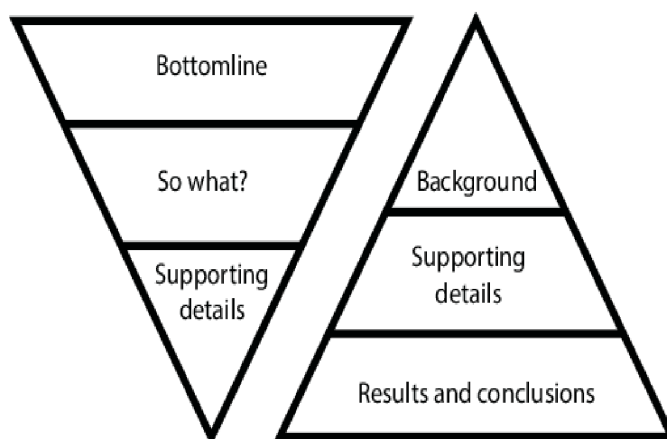 Bottomline
So what?
Supporting
details
Background
Supporting
details
Results and conclusions